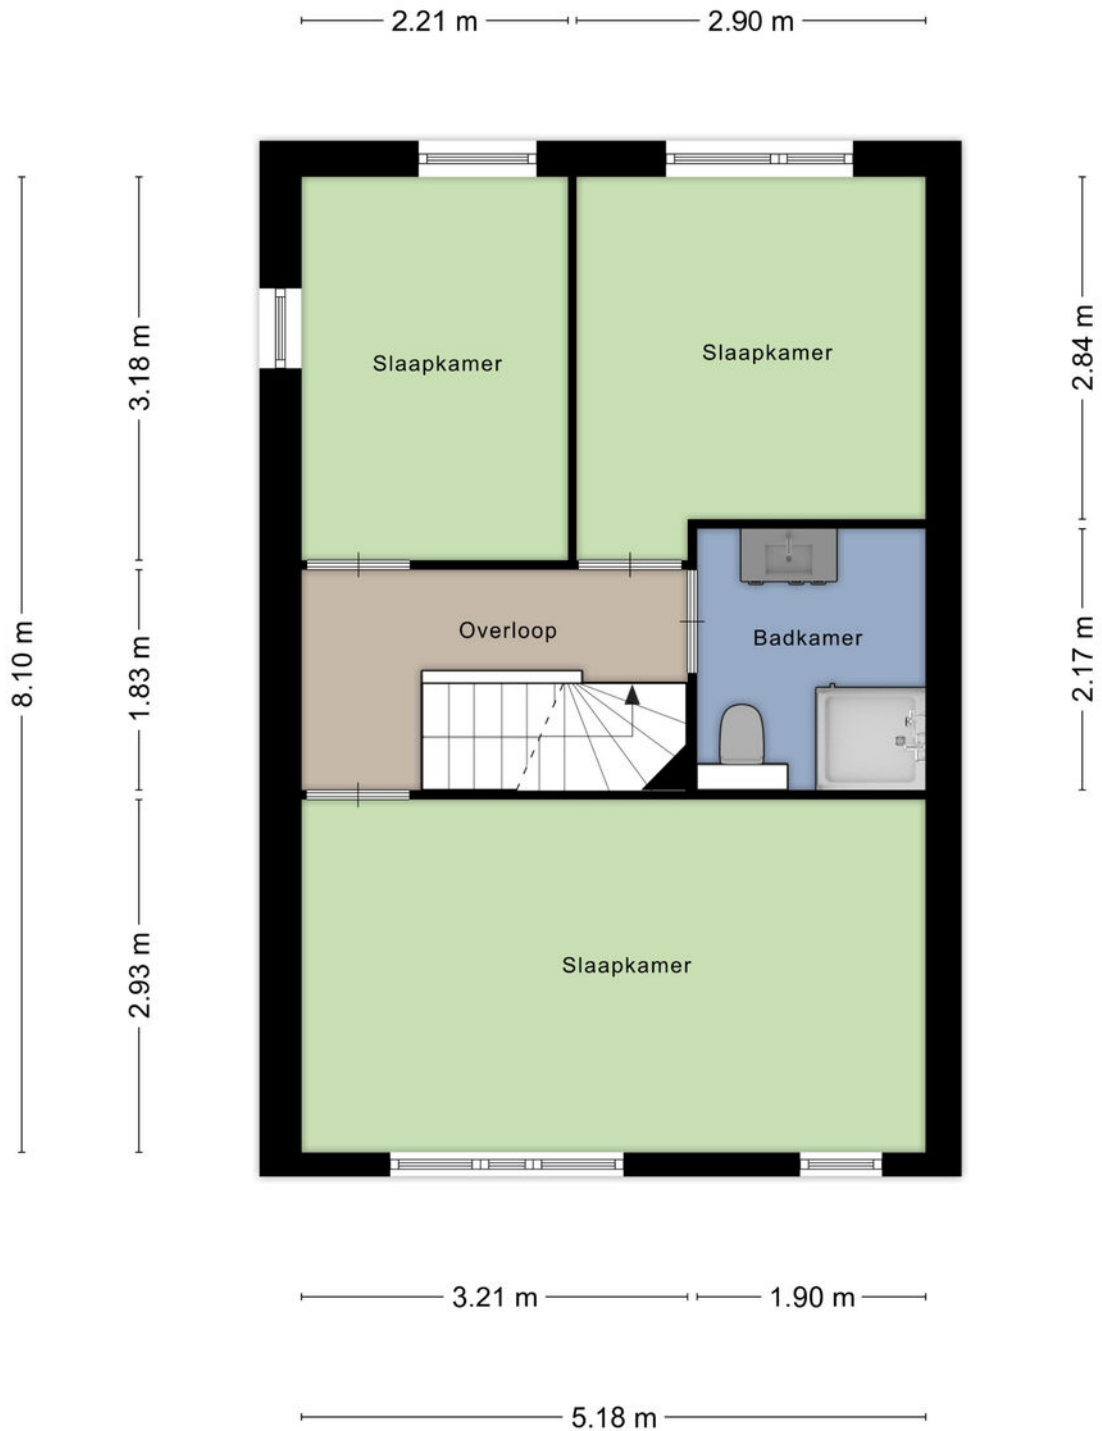 2.21 m
2.90 m
3.18 m
2.84 m
Slaapkamer
Slaapkamer
8.10 m
1.83 m
2.17 m
Overloop
Badkamer
2.93 m
Slaapkamer
3.21 m
1.90 m
5.18 m